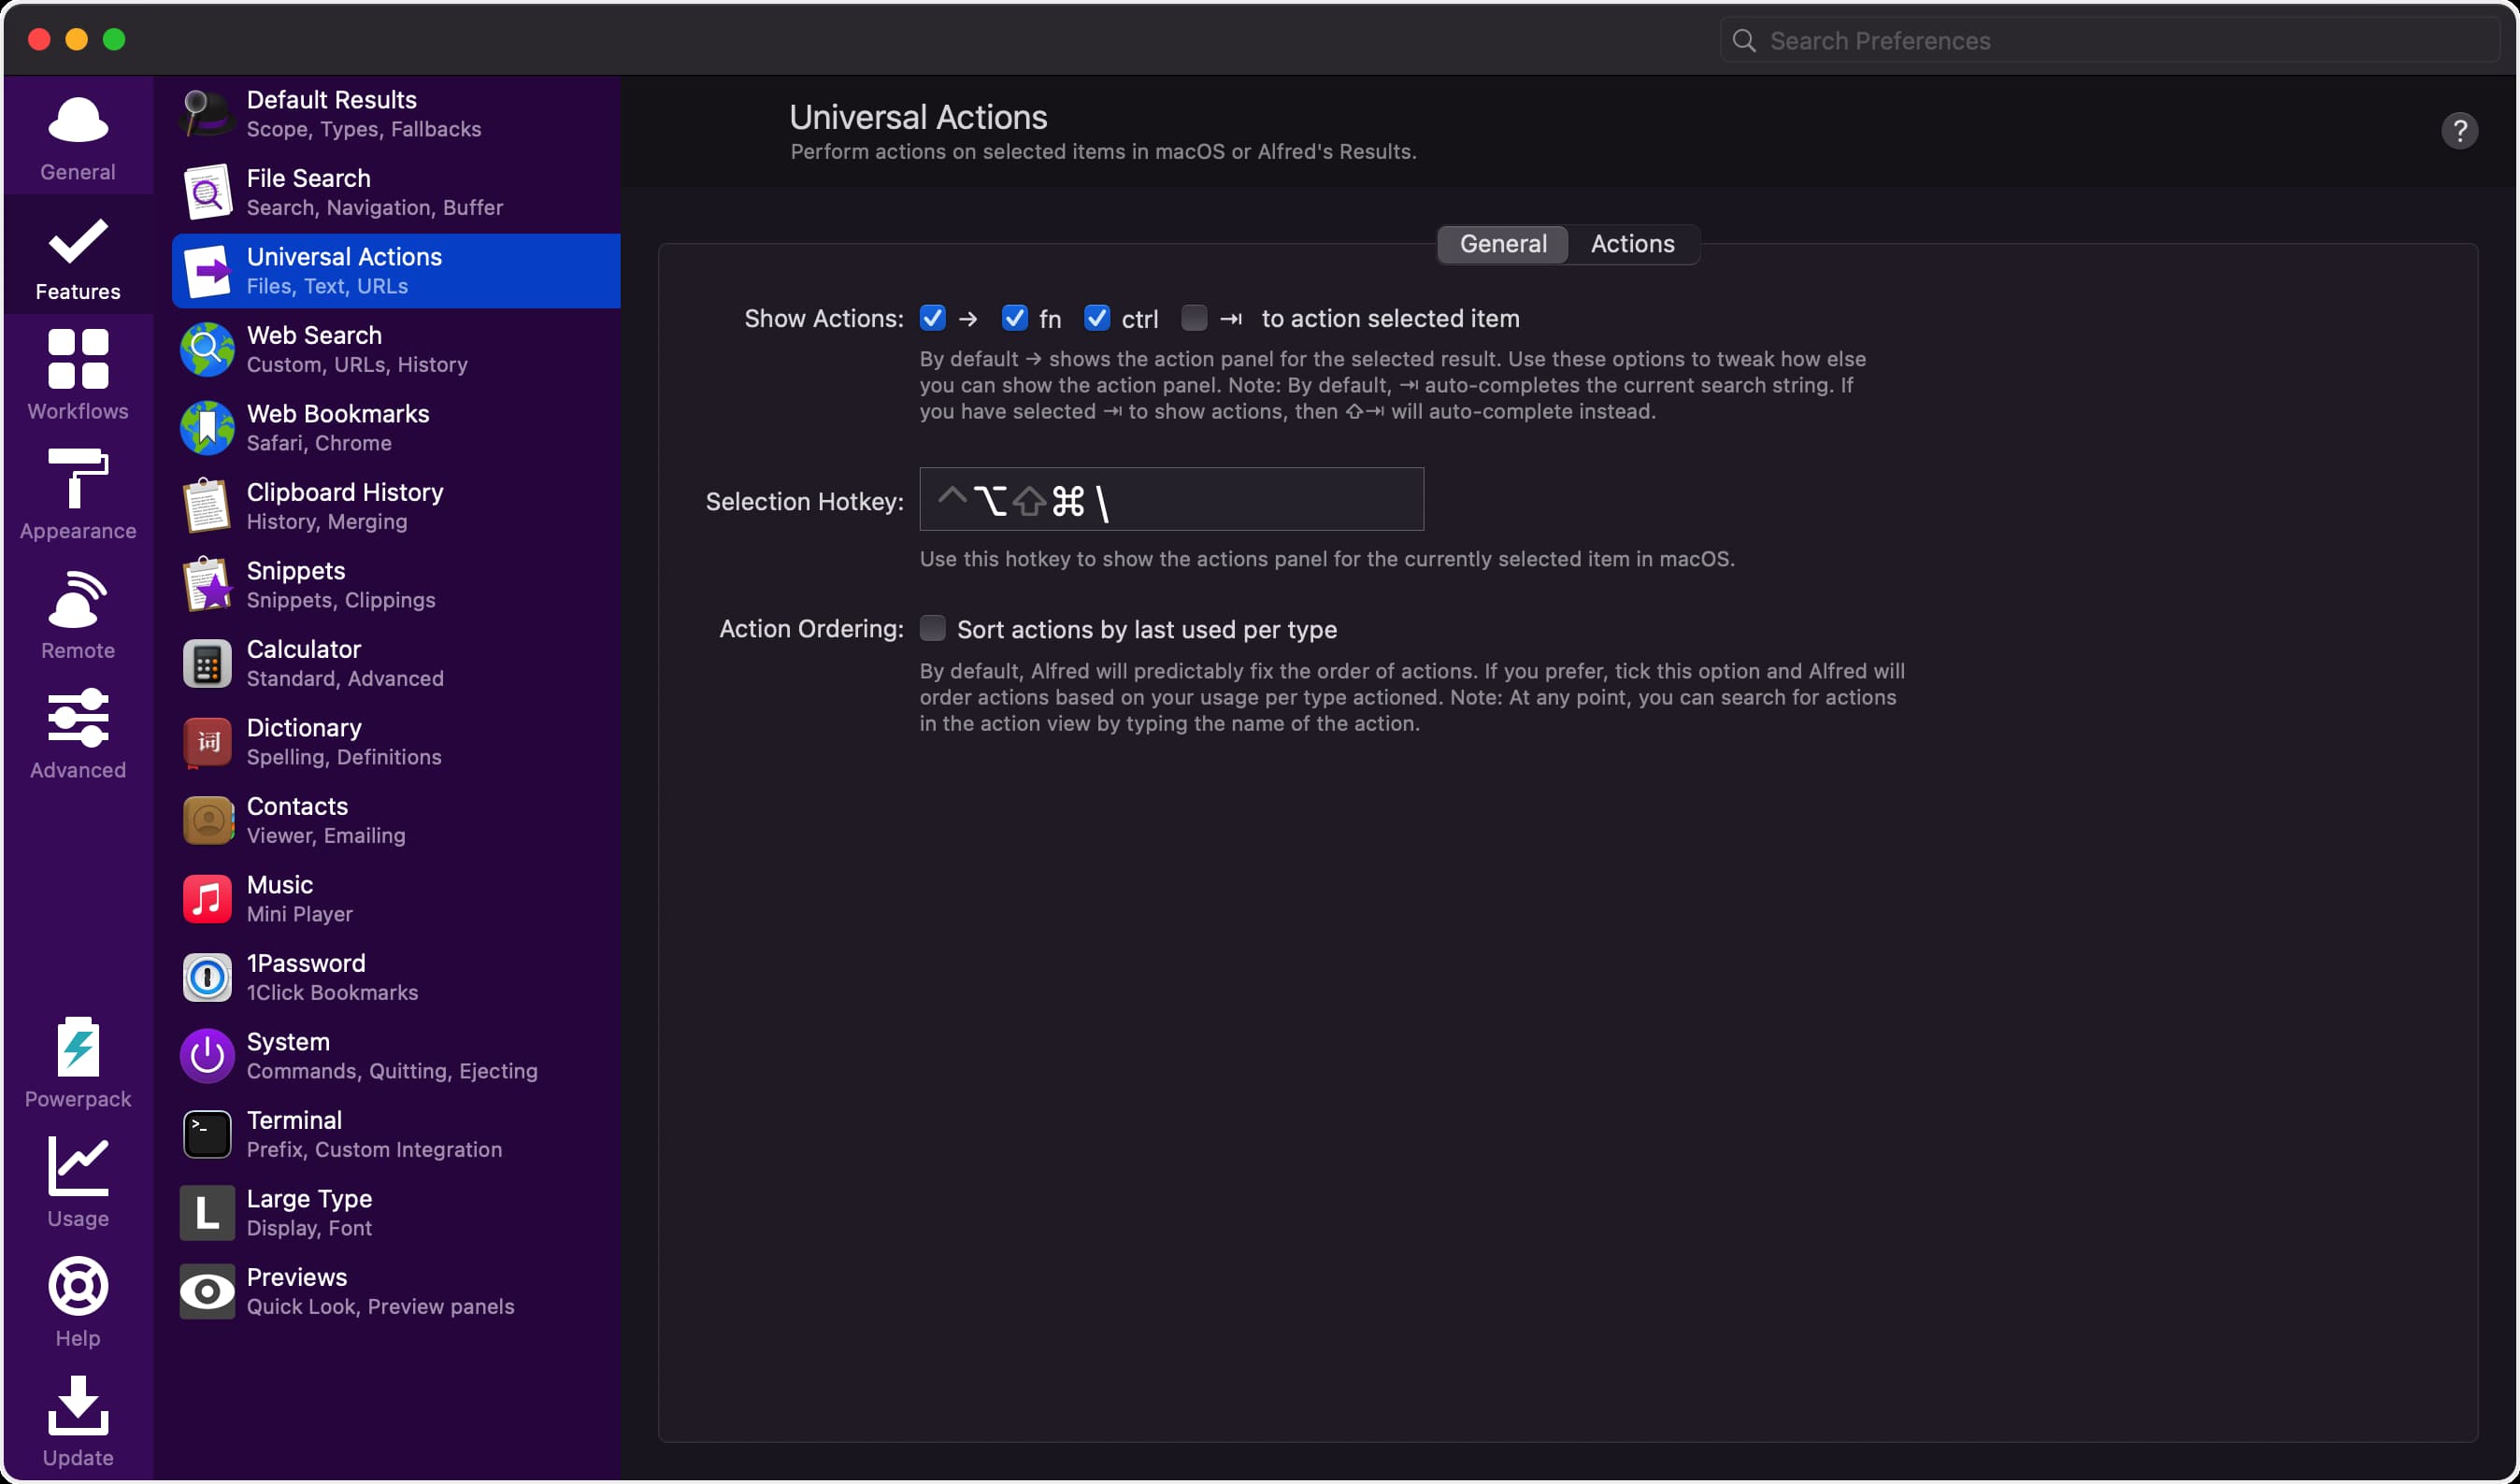 Search Preferences
General
Features
Workflows
Appearance
Remote
Advanced
Powerpack
Usage
Help
Update
Default Results
Scope, Types, Fallbacks
File Search
Search, Navigation, Buffer
Universal Actions
Files, Text, URLs
Web Search
Custom, URLs, History
Web Bookmarks
Safari, Chrome
Clipboard History
History, Merging
Snippets
Snippets, Clippings
Calculator
Standard, Advanced
词
Dictionary
Spelling, Definitions
Contacts
Viewer, Emailing
Music
Mini Player
1Password
1Click Bookmarks
System
Commands, Quitting, Ejecting
>_
Terminal
Prefix, Custom Integration
L
Large Type
Display, Font
Previews
Quick Look, Preview panels
Universal Actions
Perform actions on selected items in macOS or Alfred's Results.
?
General Actions
Show Actions: → fn ctrl ⇥ to action selected item
By default → shows the action panel for the selected result. Use these options to tweak how else
you can show the action panel. Note: By default, ⇥ auto-completes the current search string. If
you have selected ⇥ to show actions, then ⇧⇥ will auto-complete instead.
Selection Hotkey: ^⌥⇧⌘\
Use this hotkey to show the actions panel for the currently selected item in macOS.
Action Ordering: Sort actions by last used per type
By default, Alfred will predictably fix the order of actions. If you prefer, tick this option and Alfred will
order actions based on your usage per type actioned. Note: At any point, you can search for actions
in the action view by typing the name of the action.